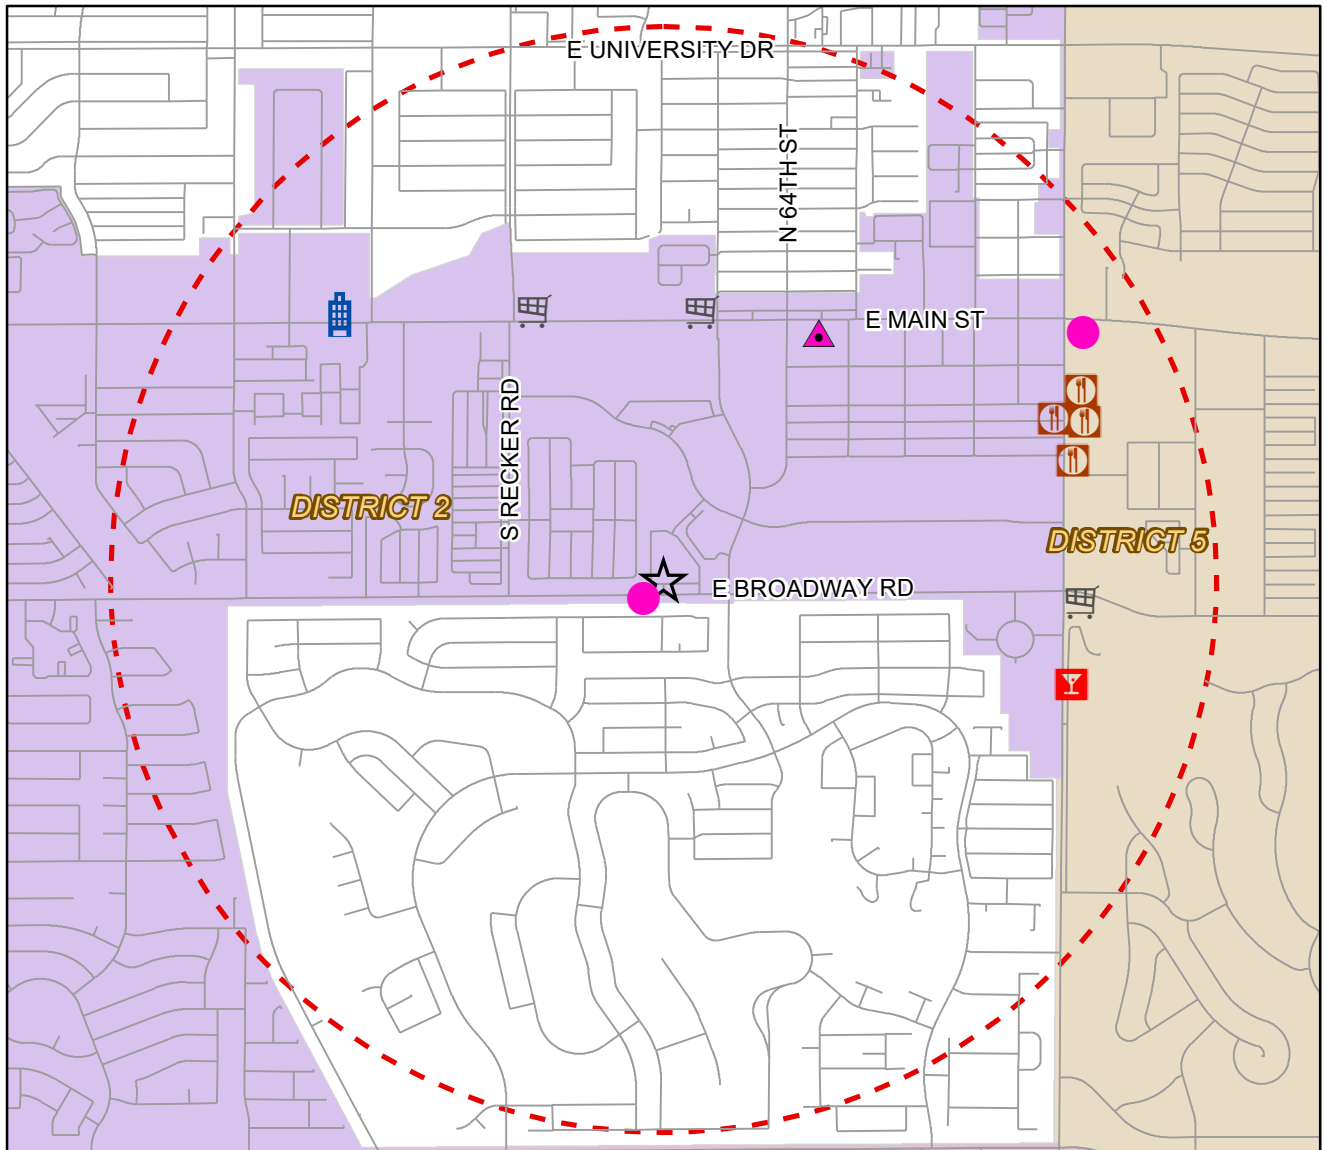 E UNIVERSITY DR
N 64TH ST
E MAIN ST
S RECKER RD
DISTRICT 2
DISTRICT 5
E BROADWAY RD